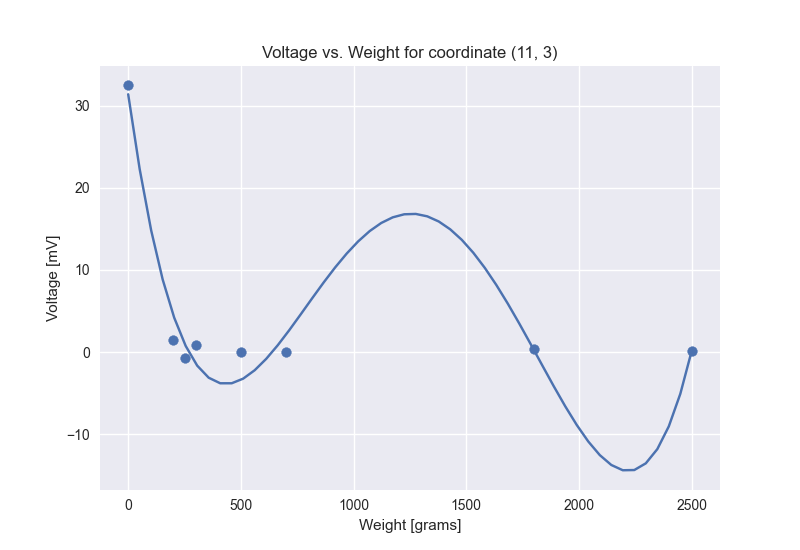 Voltage vs. Weight for coordinate (11, 3)
30
20
10
0
−10
Voltage [mV]
0 500 1000 1500 2000 2500
Weight [grams]